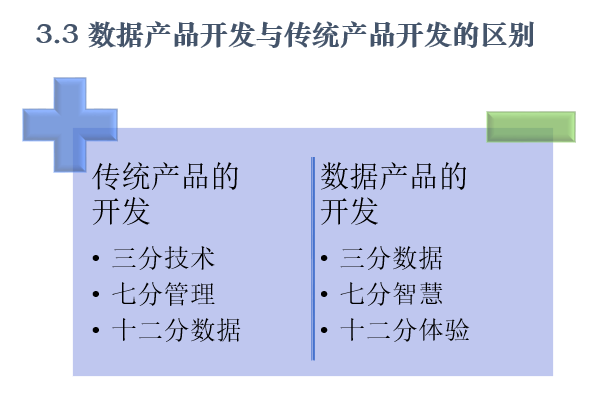 3.3 数据产品开发与传统产品开发的区别
传统产品的
开发
• 三分技术
• 七分管理
• 十二分数据
数据产品的
开发
• 三分数据
• 七分智慧
• 十二分体验